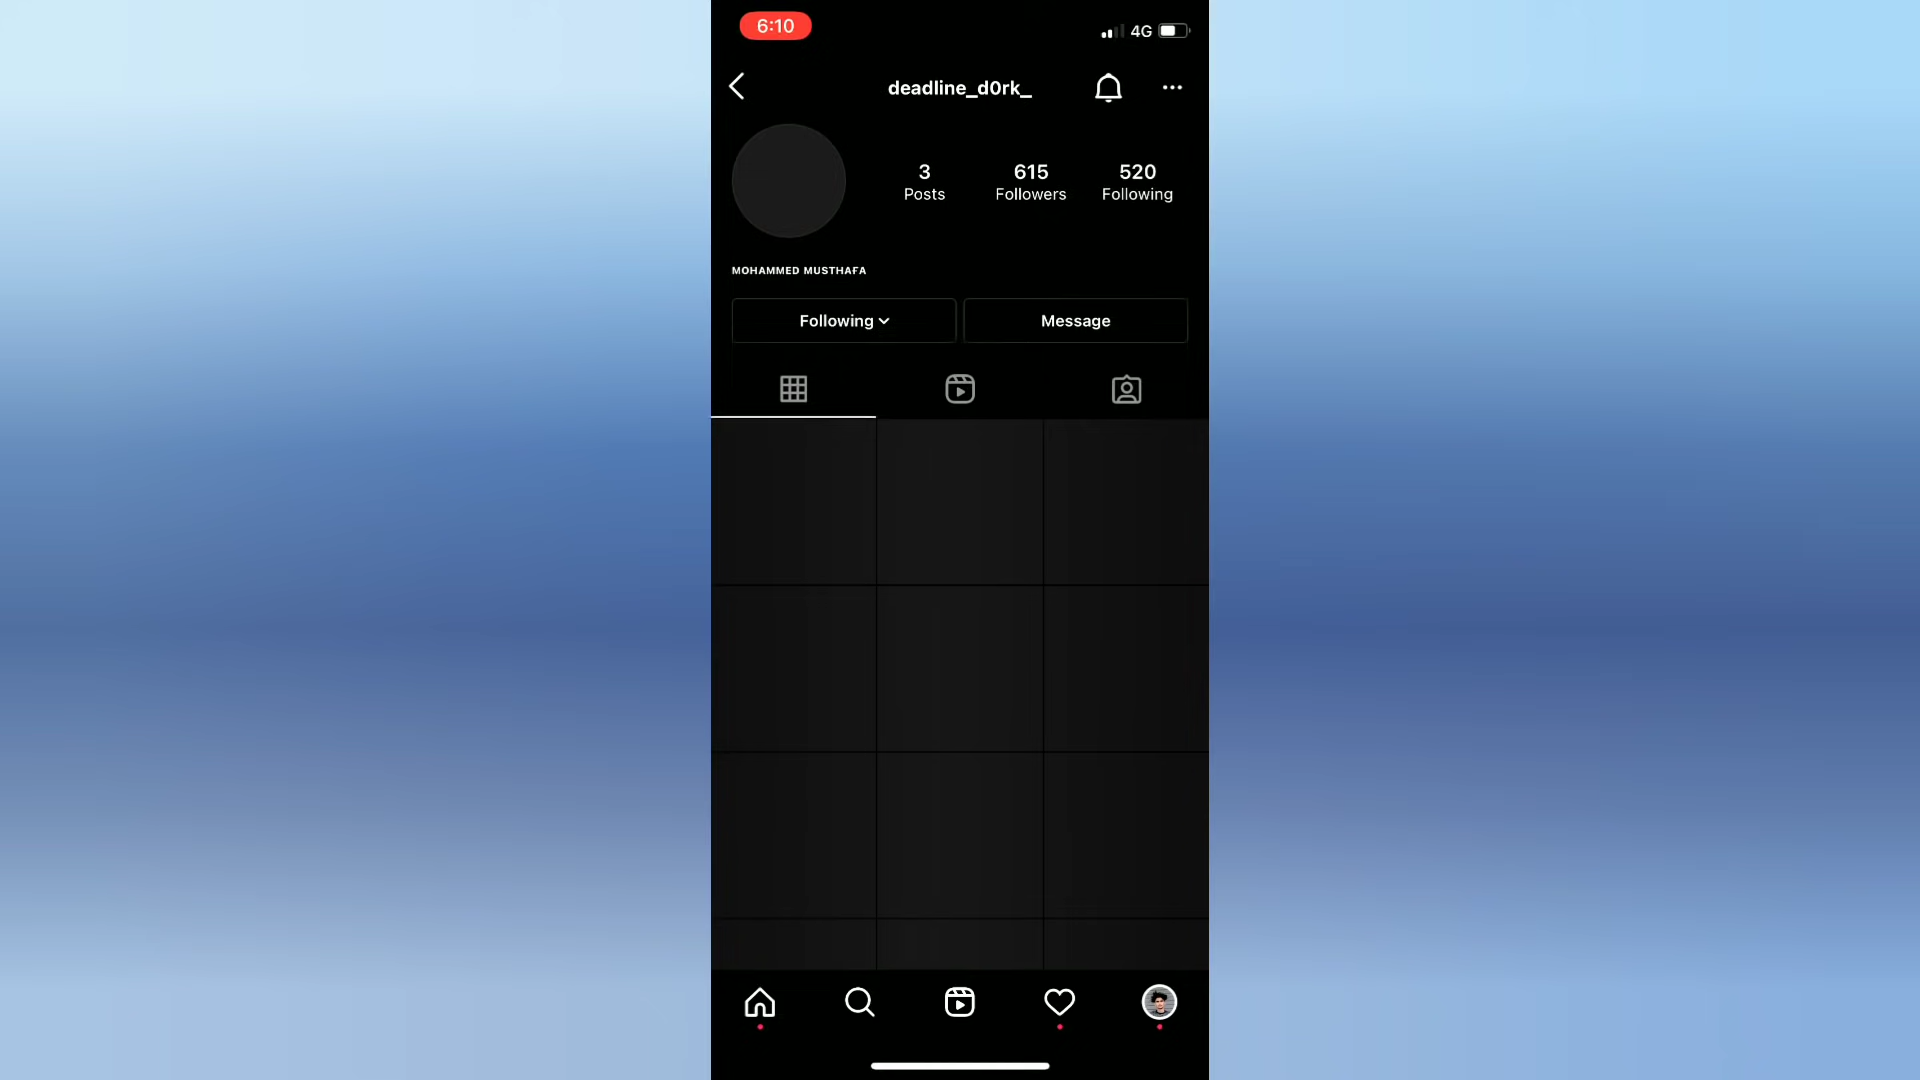 6:10
4G
deadline_d0rk_
3
Posts
615
Followers
520
Following
MOHAMMED MUSTHAFA
Following
Message